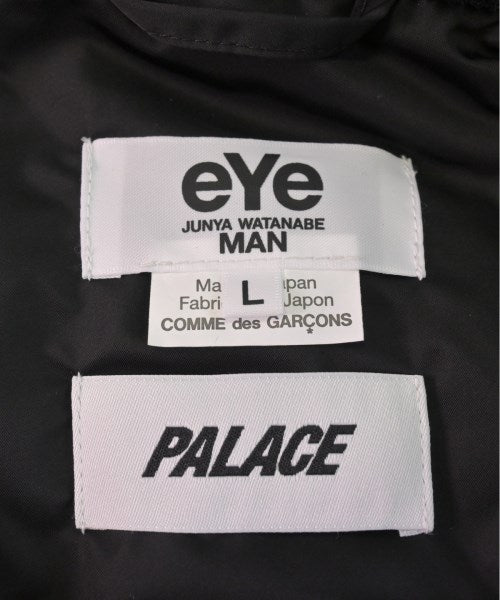 eYe
JUNYA WATANABE
MAN
Ma apan
L
Fabri Japon
COMME des GARÇONS
*
PALACE